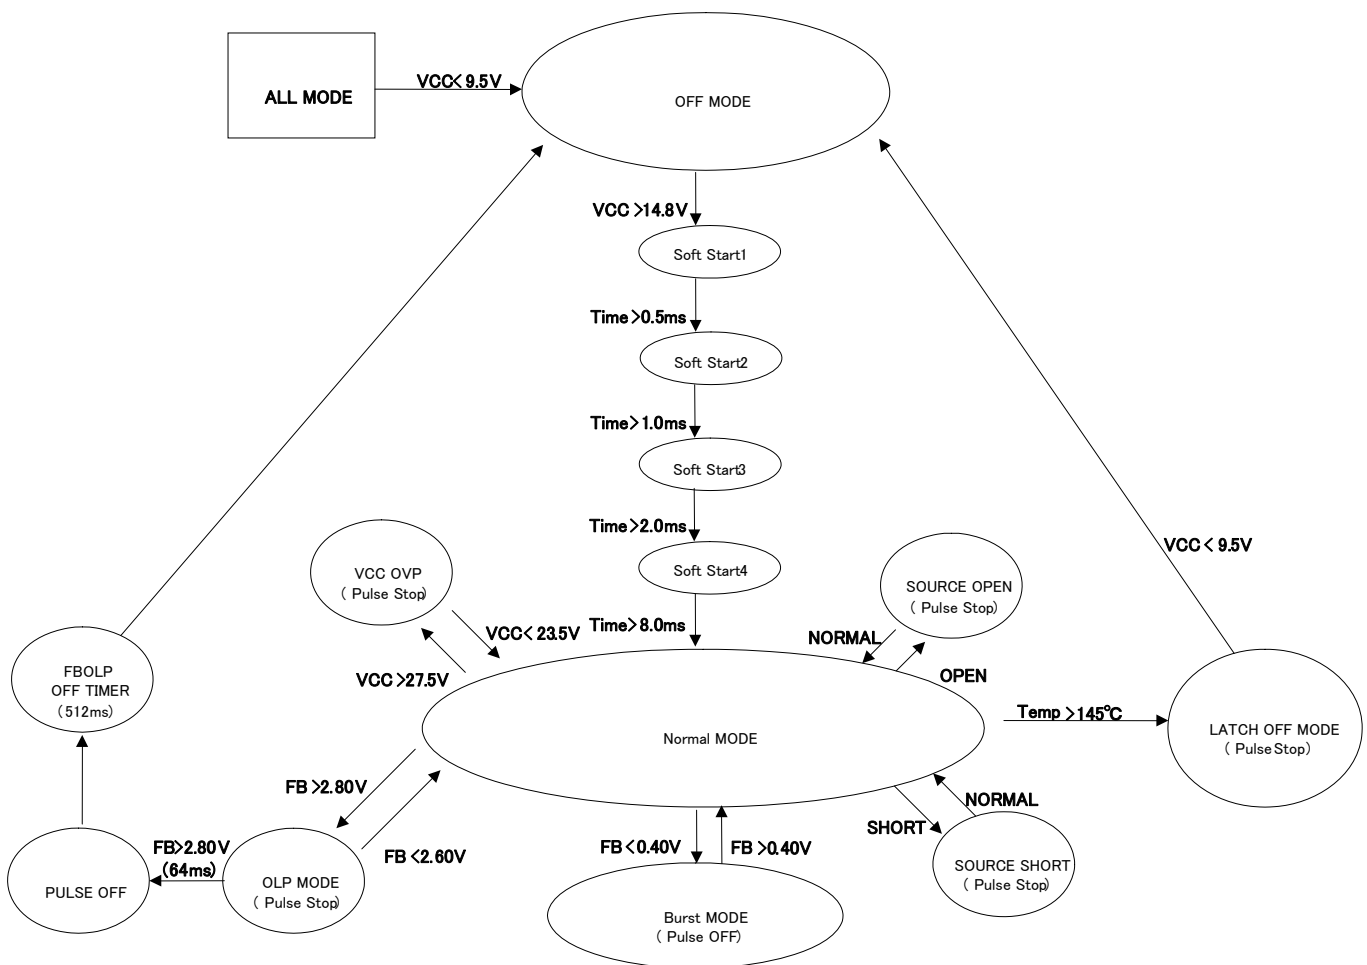 ALL MODE
VCC<9.5V
OFF MODE
VCC >14.8V
Soft Start1
Time>0.5ms
Soft Start2
Time>1.0ms
Soft Start3
Time>2.0ms
Soft Start4
Time>8.0ms
VCC< 9.5V
VCC OVP
( Pulse Stop)
VCC< 23.5V
VCC >27.5V
SOURCE OPEN
( Pulse Stop)
NORMAL
OPEN
FBOLP
OFF TIMER
(512ms)
Normal MODE
Temp >145℃
LATCH OFF MODE
( Pulse Stop)
FB >2.80V
FB <2.60V
FB>2.80V
(64ms)
PULSE OFF
OLP MODE
( Pulse Stop)
FB <0.40V
FB >0.40V
Burst MODE
( Pulse OFF)
SHORT
NORMAL
SOURCE SHORT
( Pulse Stop)